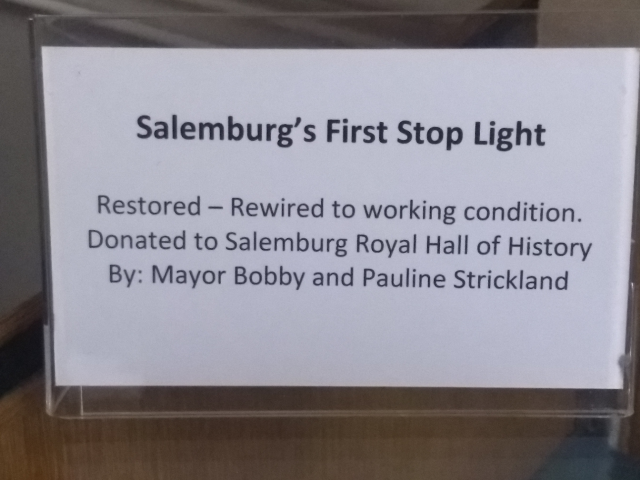 Salemburg's First Stop Light
Restored – Rewired to working condition.
Donated to Salemburg Royal Hall of History
By: Mayor Bobby and Pauline Strickland